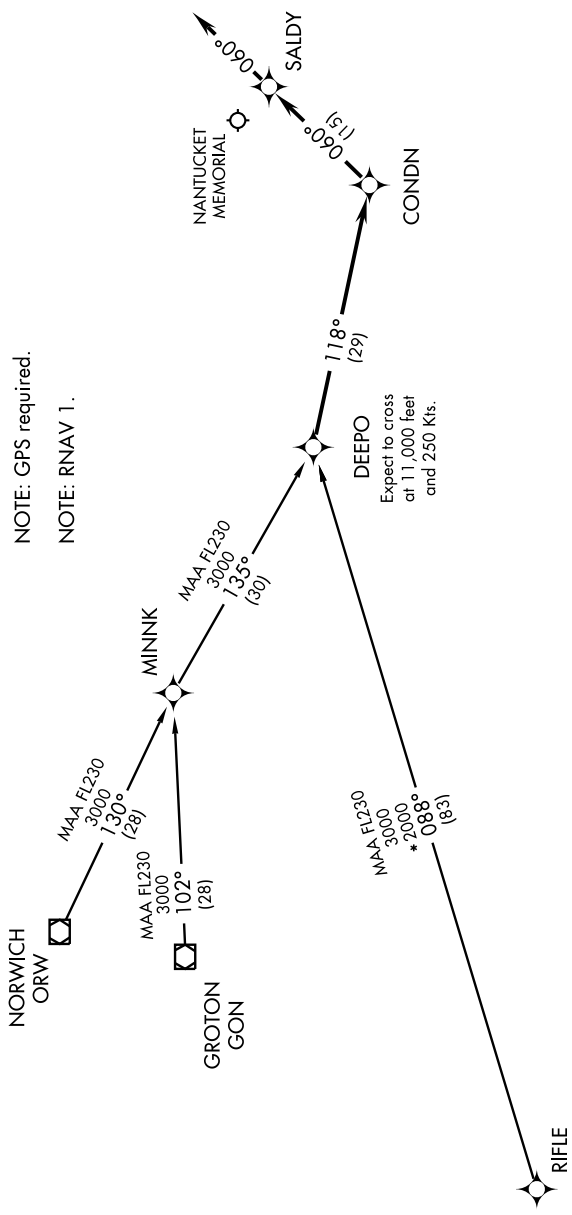 NOTE: GPS required.
NOTE: RNAV 1.
NORWICH
ORW
MAA FL230
3000
130°
(28)
GROTON
GON
MAA FL230
3000
102°
(28)
MINNK
MAA FL230
3000
135°
(30)
RIFLE
MAA FL230
3000
*2000
088°
(83)
DEEPO
Expect to cross
at 11,000 feet
and 250 Kts.
118°
(29)
CONDN
060°
(15)
NANTUCKET
MEMORIAL
SALDY
060°